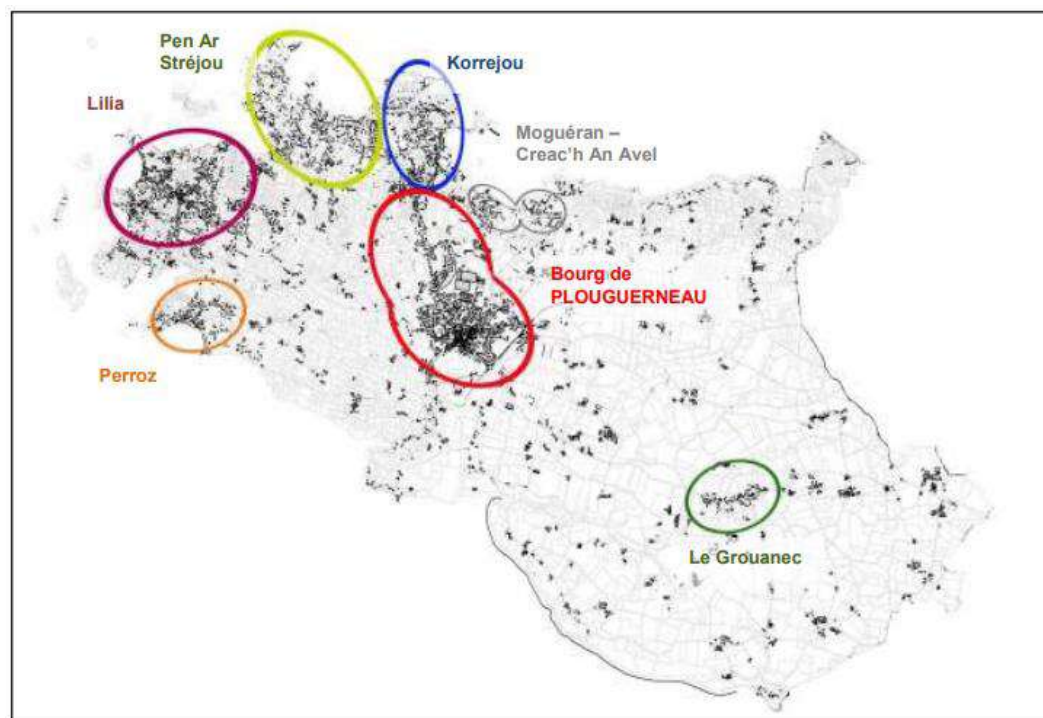 Pen Ar
Stréjou
Korrejou
Lilia
Moguéran –
Creac'h An Avel
Bourg de
PLOUGUERNEAU
Perroz
Le Grouanec